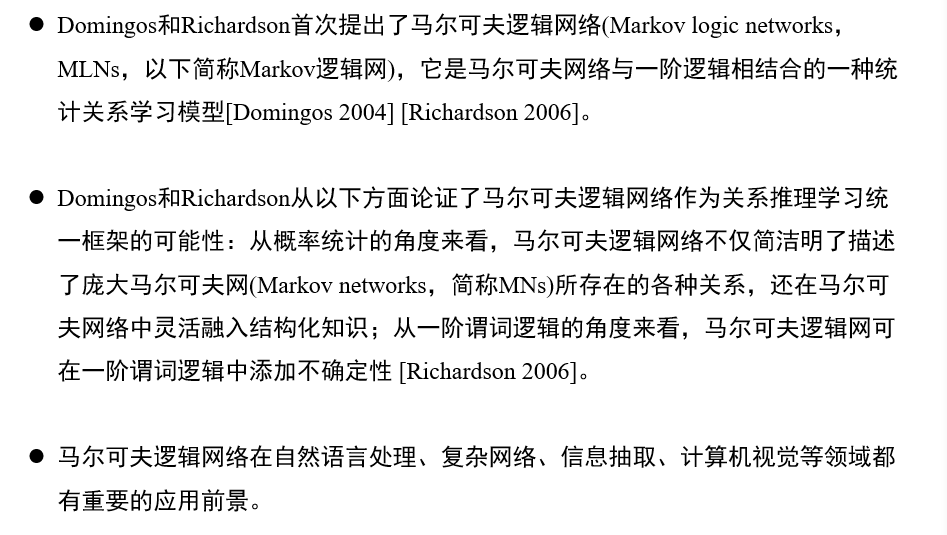 ● Domingos和Richardson首次提出了马尔可夫逻辑网络(Markov logic networks，
MLNs，以下简称Markov逻辑网)，它是马尔可夫网络与一阶逻辑相结合的一种统
计关系学习模型[Domingos 2004] [Richardson 2006]。
● Domingos和Richardson从以下方面论证了马尔可夫逻辑网络作为关系推理学习统
一框架的可能性：从概率统计的角度来看，马尔可夫逻辑网络不仅简洁明了描述
了庞大马尔可夫网(Markov networks，简称MNs)所存在的各种关系，还在马尔可
夫网络中灵活融入结构化知识；从一阶谓词逻辑的角度来看，马尔可夫逻辑网可
在一阶谓词逻辑中添加不确定性 [Richardson 2006]。
● 马尔可夫逻辑网络在自然语言处理、复杂网络、信息抽取、计算机视觉等领域都
有重要的应用前景。